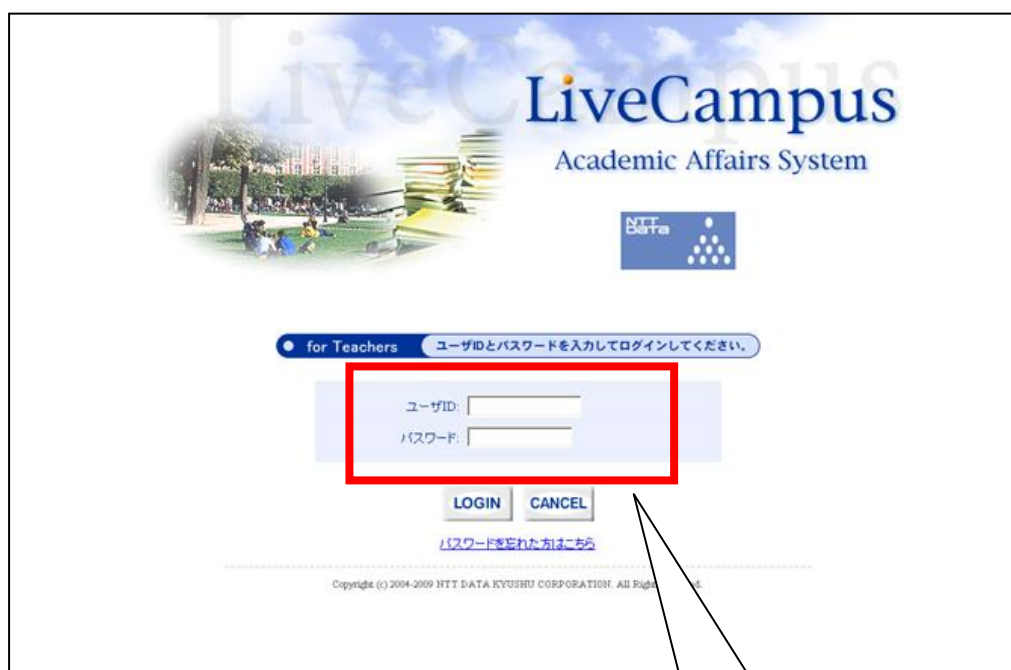 LiveCampus
LiveCampus
Academic Affairs System
NTT
Data
for Teachers
ユーザIDとパスワードを入力してログインしてください。
ユーザID:
パスワード:
LOGIN CANCEL
パスワードを忘れた方はこちら
Copyright (c) 2004-2009 NTT DATA KYUSHU CORPORATION. All